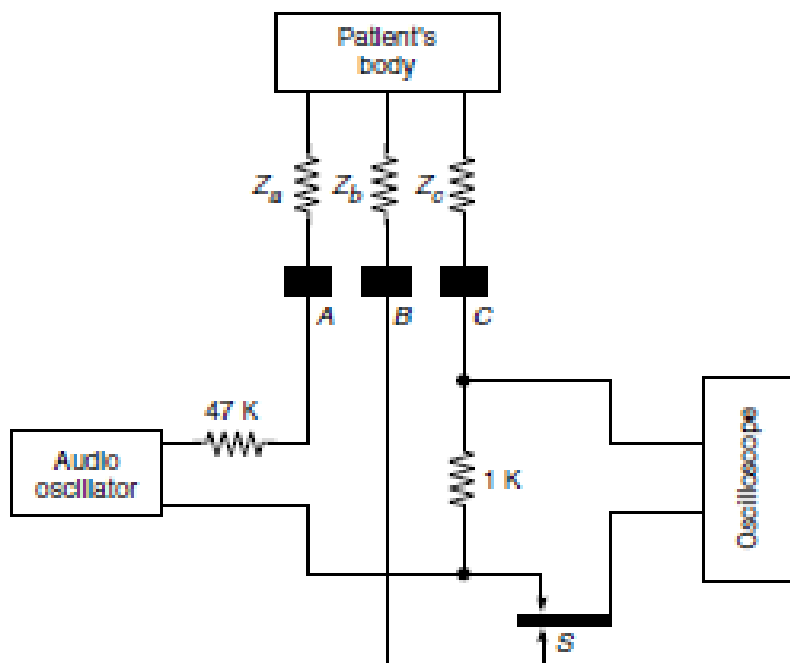 Patient's
body
Za
Zb
Zc
A
B
C
47 K
Audio
oscillator
1 K
Oscilloscope
S